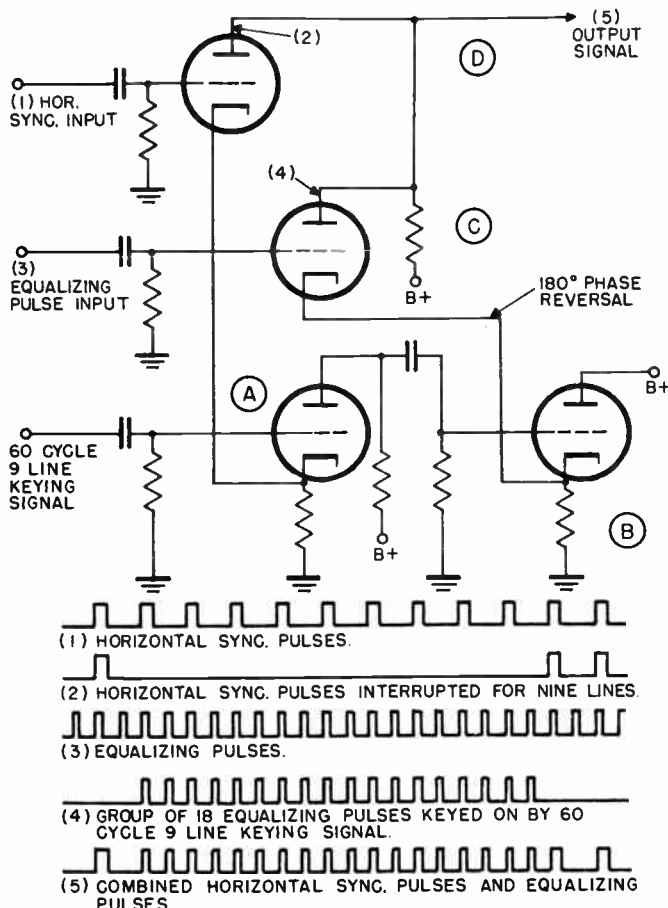 (2)
(5)
OUTPUT
SIGNAL
D
(1) HOR.
SYNC. INPUT
(4)
C
(3)
EQUALIZING
PULSE INPUT
B+
180° PHASE
REVERSAL
A
B+
60 CYCLE
9 LINE
KEYING
SIGNAL
B+
B
(1) HORIZONTAL SYNC. PULSES.
(2) HORIZONTAL SYNC. PULSES INTERRUPTED FOR NINE LINES.
(3) EQUALIZING PULSES.
(4) GROUP OF 18 EQUALIZING PULSES KEYED ON BY 60
CYCLE 9 LINE KEYING SIGNAL.
(5) COMBINED HORIZONTAL SYNC. PULSES AND EQUALIZING
PULSES